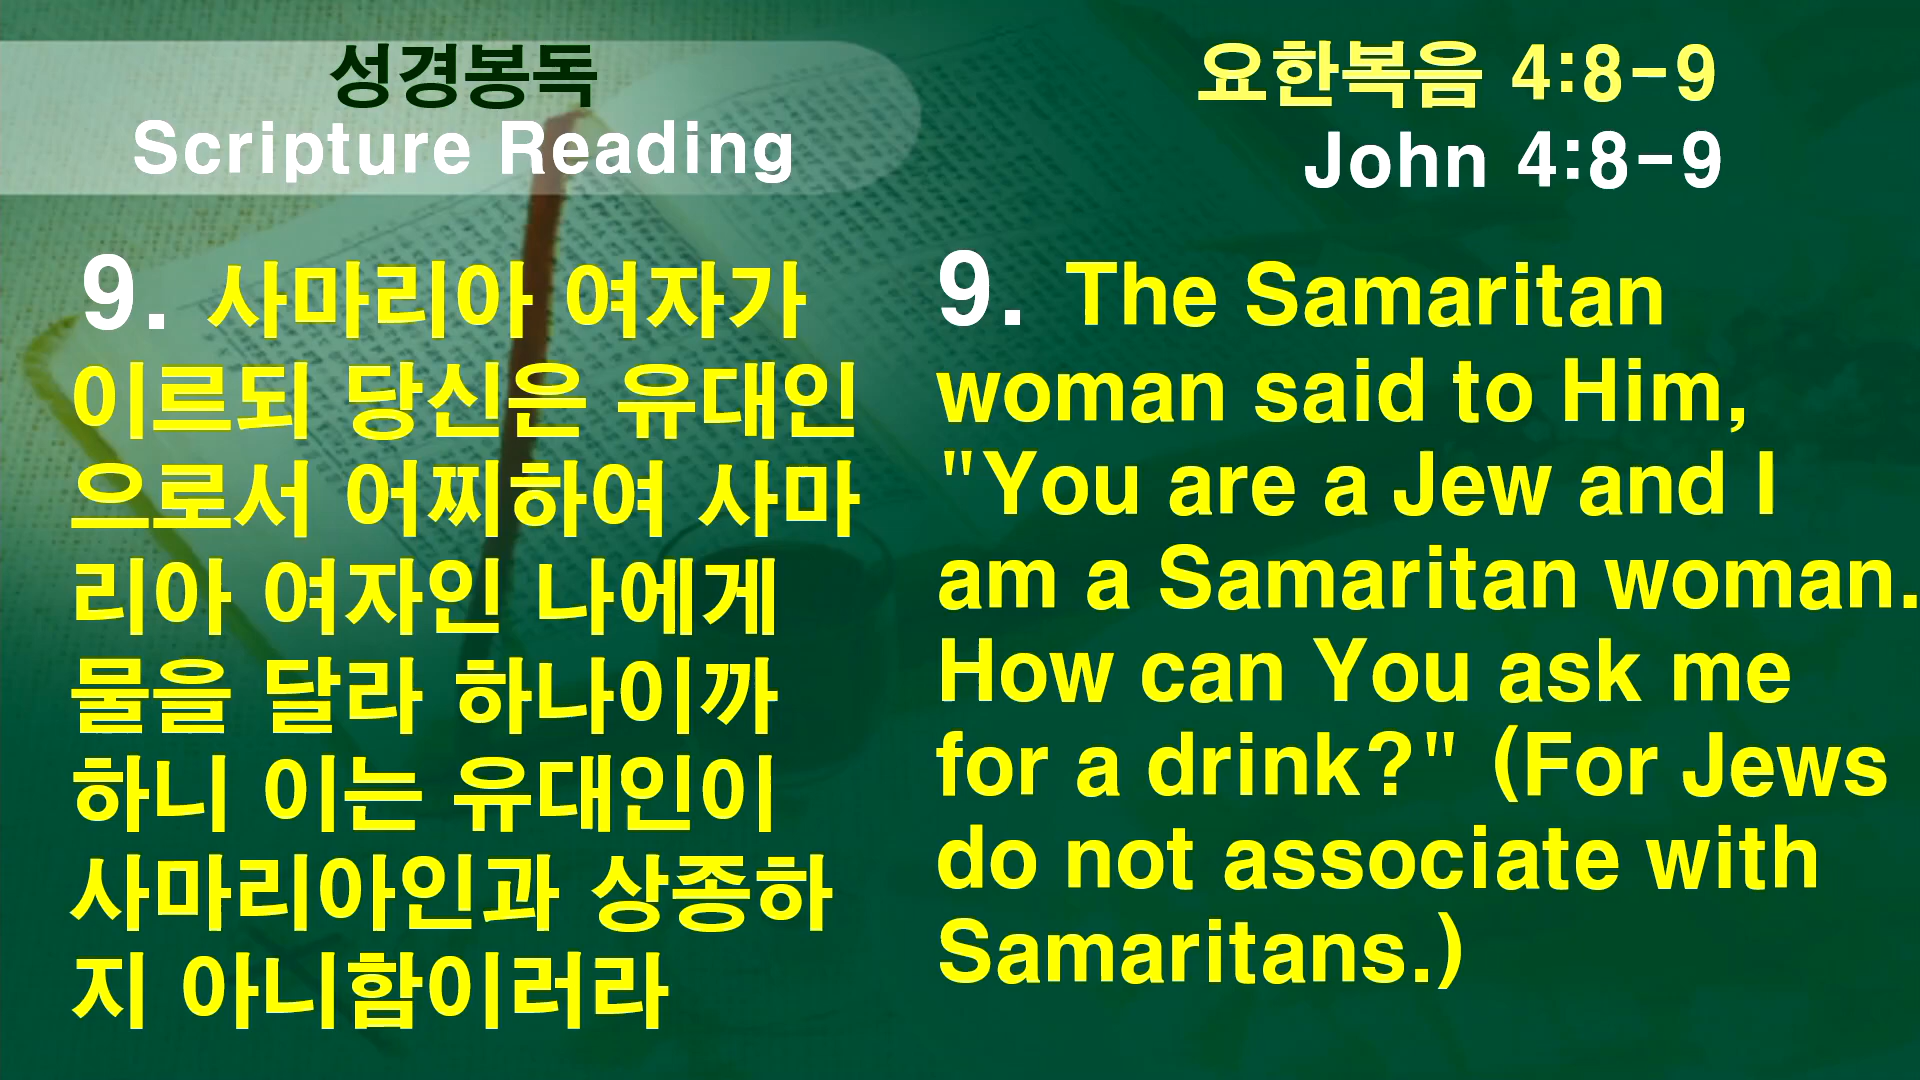 성경봉독
Scripture Reading
요한복음 4:8-9
John 4:8-9
9. 사마리아 여자가
이르되 당신은 유대인
으로서 어찌하여 사마
리아 여자인 나에게
물을 달라 하나이까
하니 이는 유대인이
사마리아인과 상종하
지 아니함이러라
9. The Samaritan
woman said to Him,
"You are a Jew and I
am a Samaritan woman.
How can You ask me
for a drink?" (For Jews
do not associate with
Samaritans.)